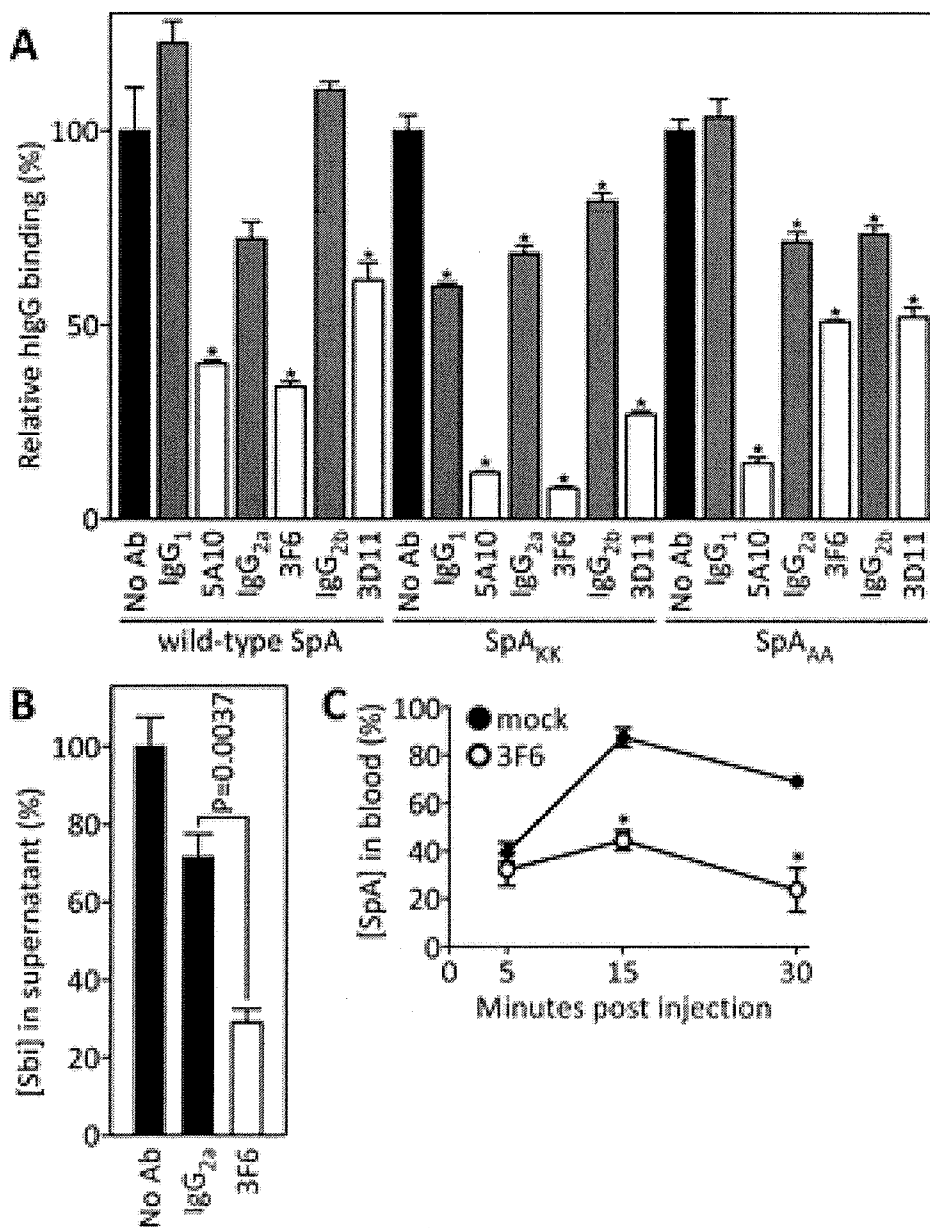 A
Relative hIgG binding (%)
100
50
0
No Ab
IgG1
5A10
IgG2a
3F6
IgG2b
3D11
No Ab
IgG1
5A10
IgG2a
3F6
IgG2b
3D11
No Ab
IgG1
5A10
IgG2a
3F6
IgG2b
3D11
wild-type SpA
SpAKK
SpAAA
B
[Sbi] in supernatant (%)
100
80
60
40
20
0
P=0.0037
No Ab
IgG2a
3F6
C
[SpA] in blood (%)
100
80
60
40
20
0
mock
3F6
*
*
0 5 15 30
Minutes post injection